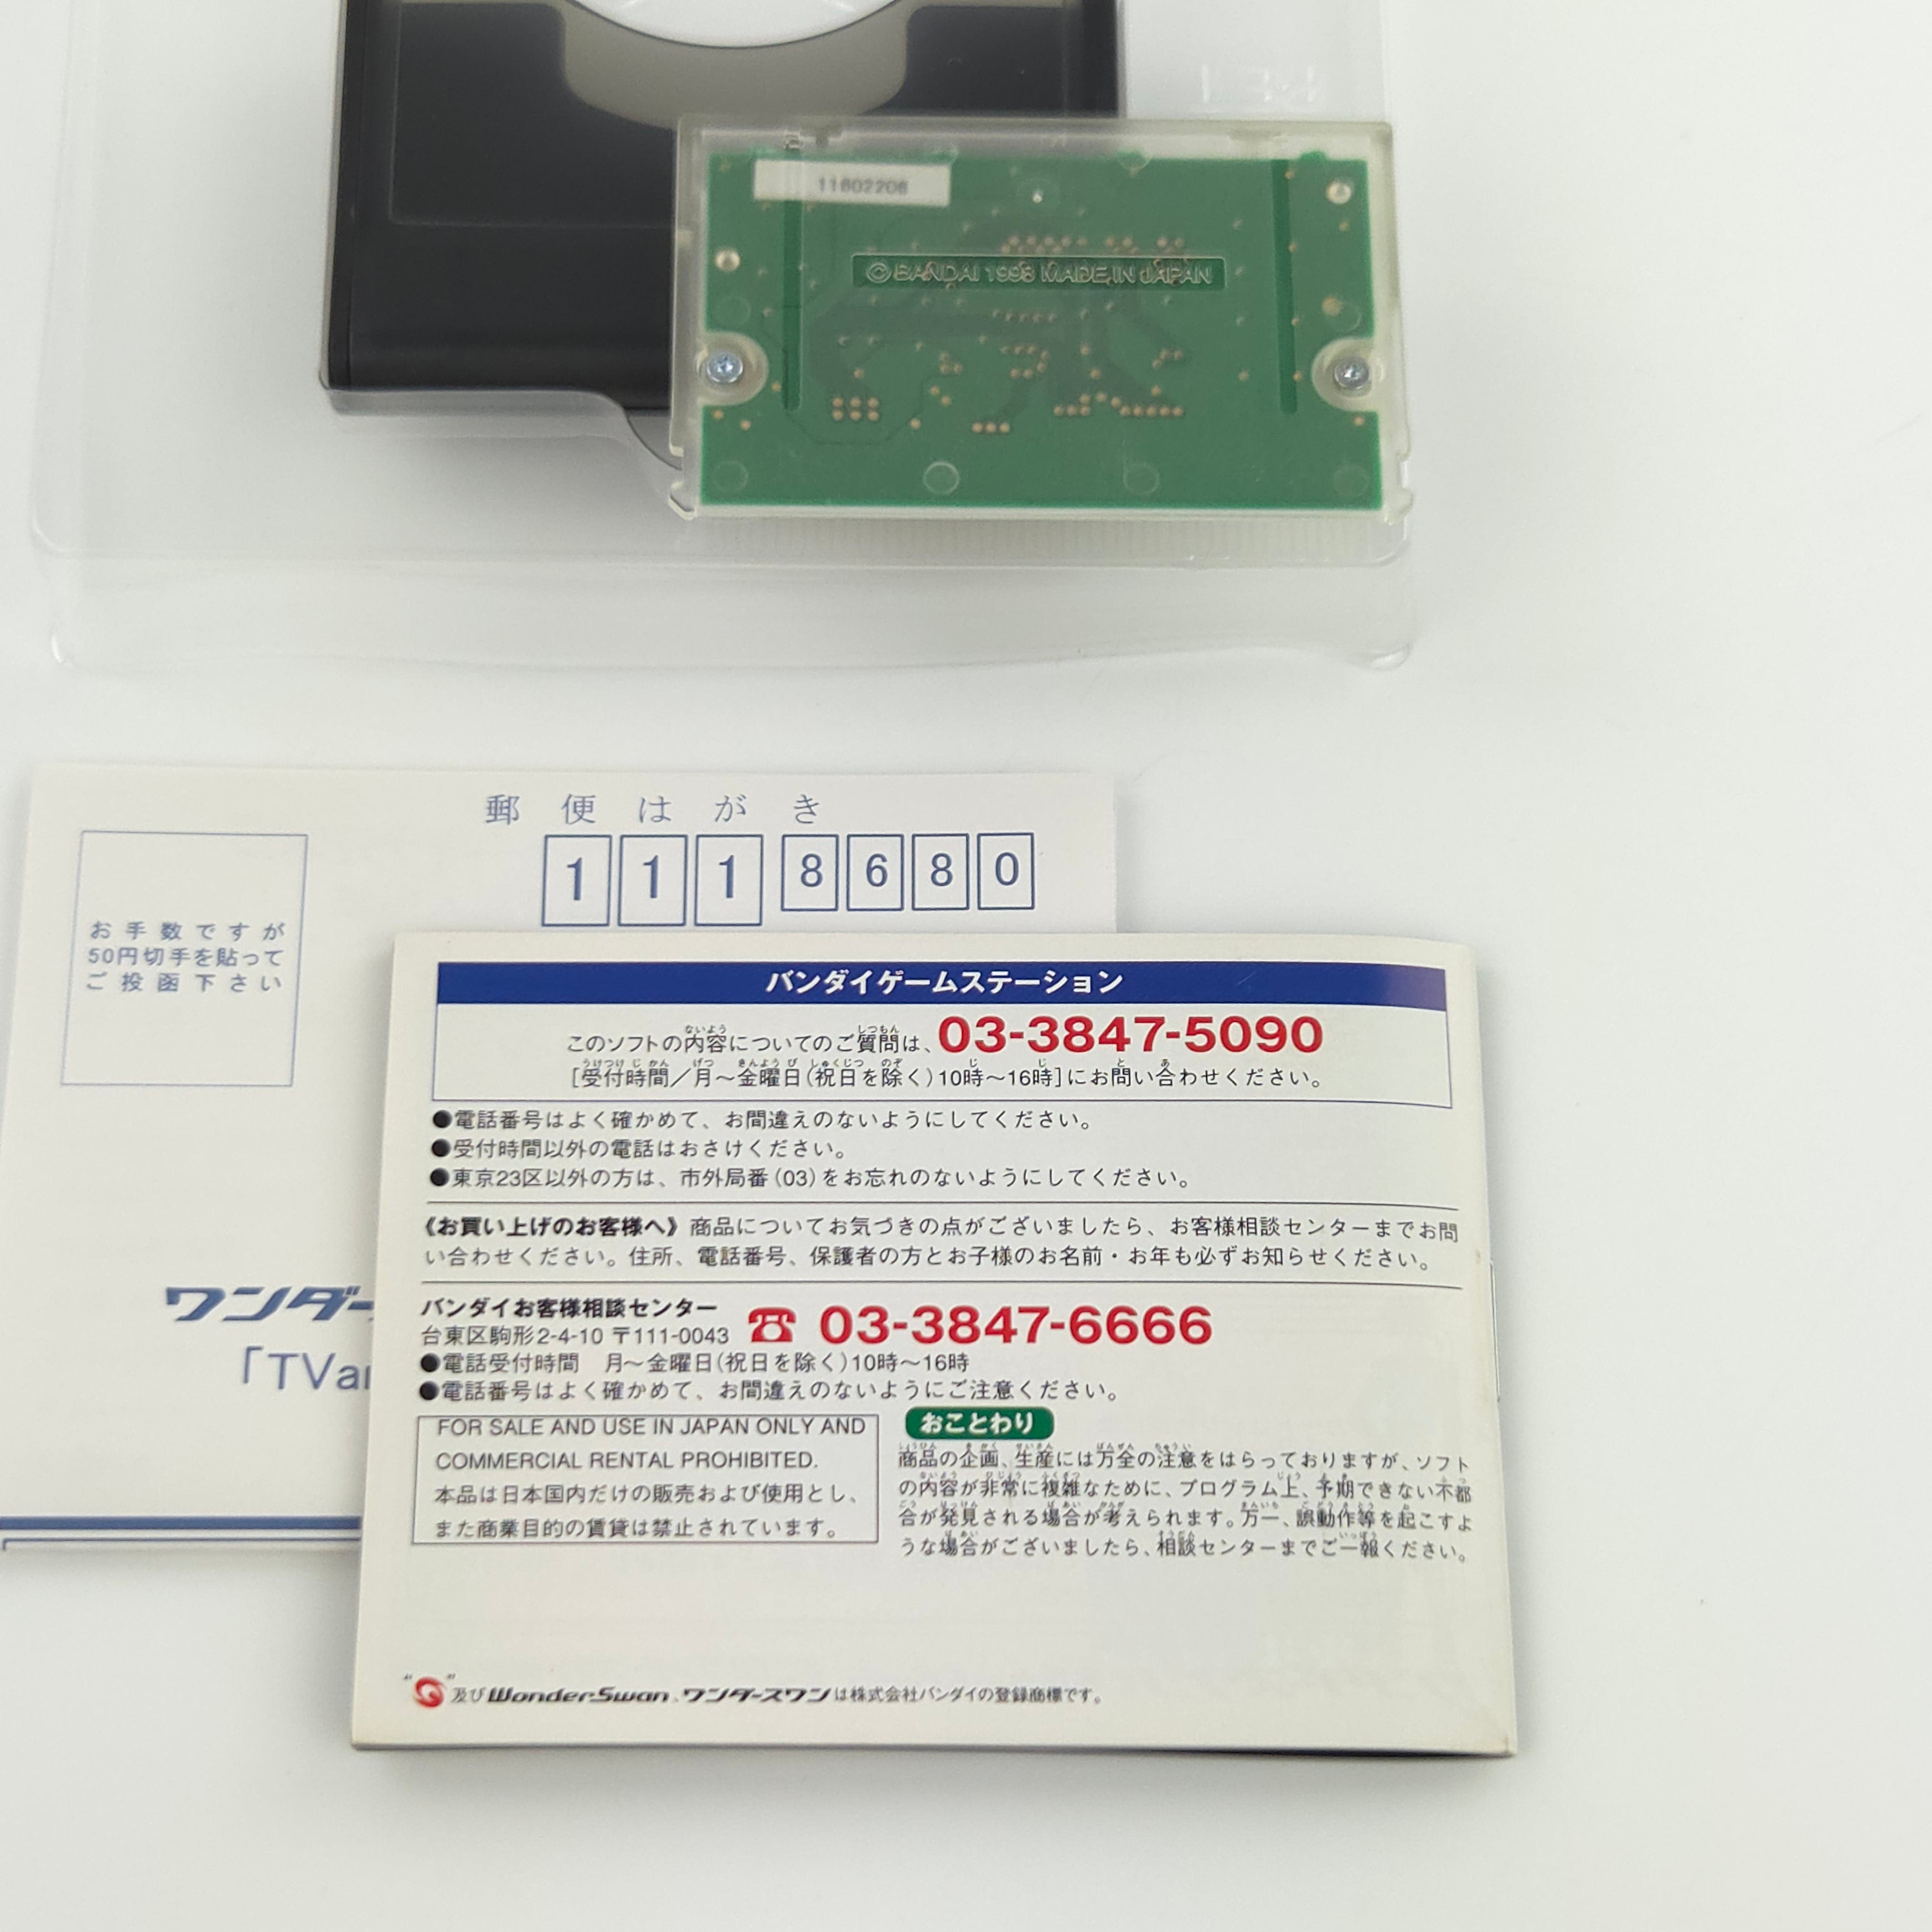 11602206
©BANDAI 1998 MADE IN JAPAN
郵便はがき
1118680
お手数ですが
50円切手を貼って
ご投函下さい
ワンダー
「TVa
バンダイゲームステーション
このソフトの内容についてのご質問は、03-3847-5090
[受付時間／月～金曜日(祝日を除く)10時～16時]にお問い合わせください。
●電話番号はよく確かめて、お間違えのないようにしてください。
●受付時間以外の電話はおさけください。
●東京23区以外の方は、市外局番(03)をお忘れのないようにしてください。
《お買い上げのお客様へ》商品についてお気づきの点がございましたら、お客様相談センターまでお問
い合わせください。住所、電話番号、保護者の方とお子様のお名前・お年も必ずお知らせください。
バンダイお客様相談センター
台東区駒形2-4-10 〒111-0043 ☎ 03-3847-6666
●電話受付時間　月～金曜日(祝日を除く)10時～16時
●電話番号はよく確かめて、お間違えのないようにご注意ください。
FOR SALE AND USE IN JAPAN ONLY AND
COMMERCIAL RENTAL PROHIBITED.
本品は日本国内だけの販売および使用とし、
また商業目的の賃貸は禁止されています。
おことわり
商品の企画、生産には万全の注意をはらっておりますが、ソフト
の内容が非常に複雑なために、プログラム上、予期できない不都
合が発見される場合が考えられます。万一、誤動作等を起こすよ
うな場合がございましたら、相談センターまでご一報ください。
" "及びWonderSwan、ワンダースワンは株式会社バンダイの登録商標です。